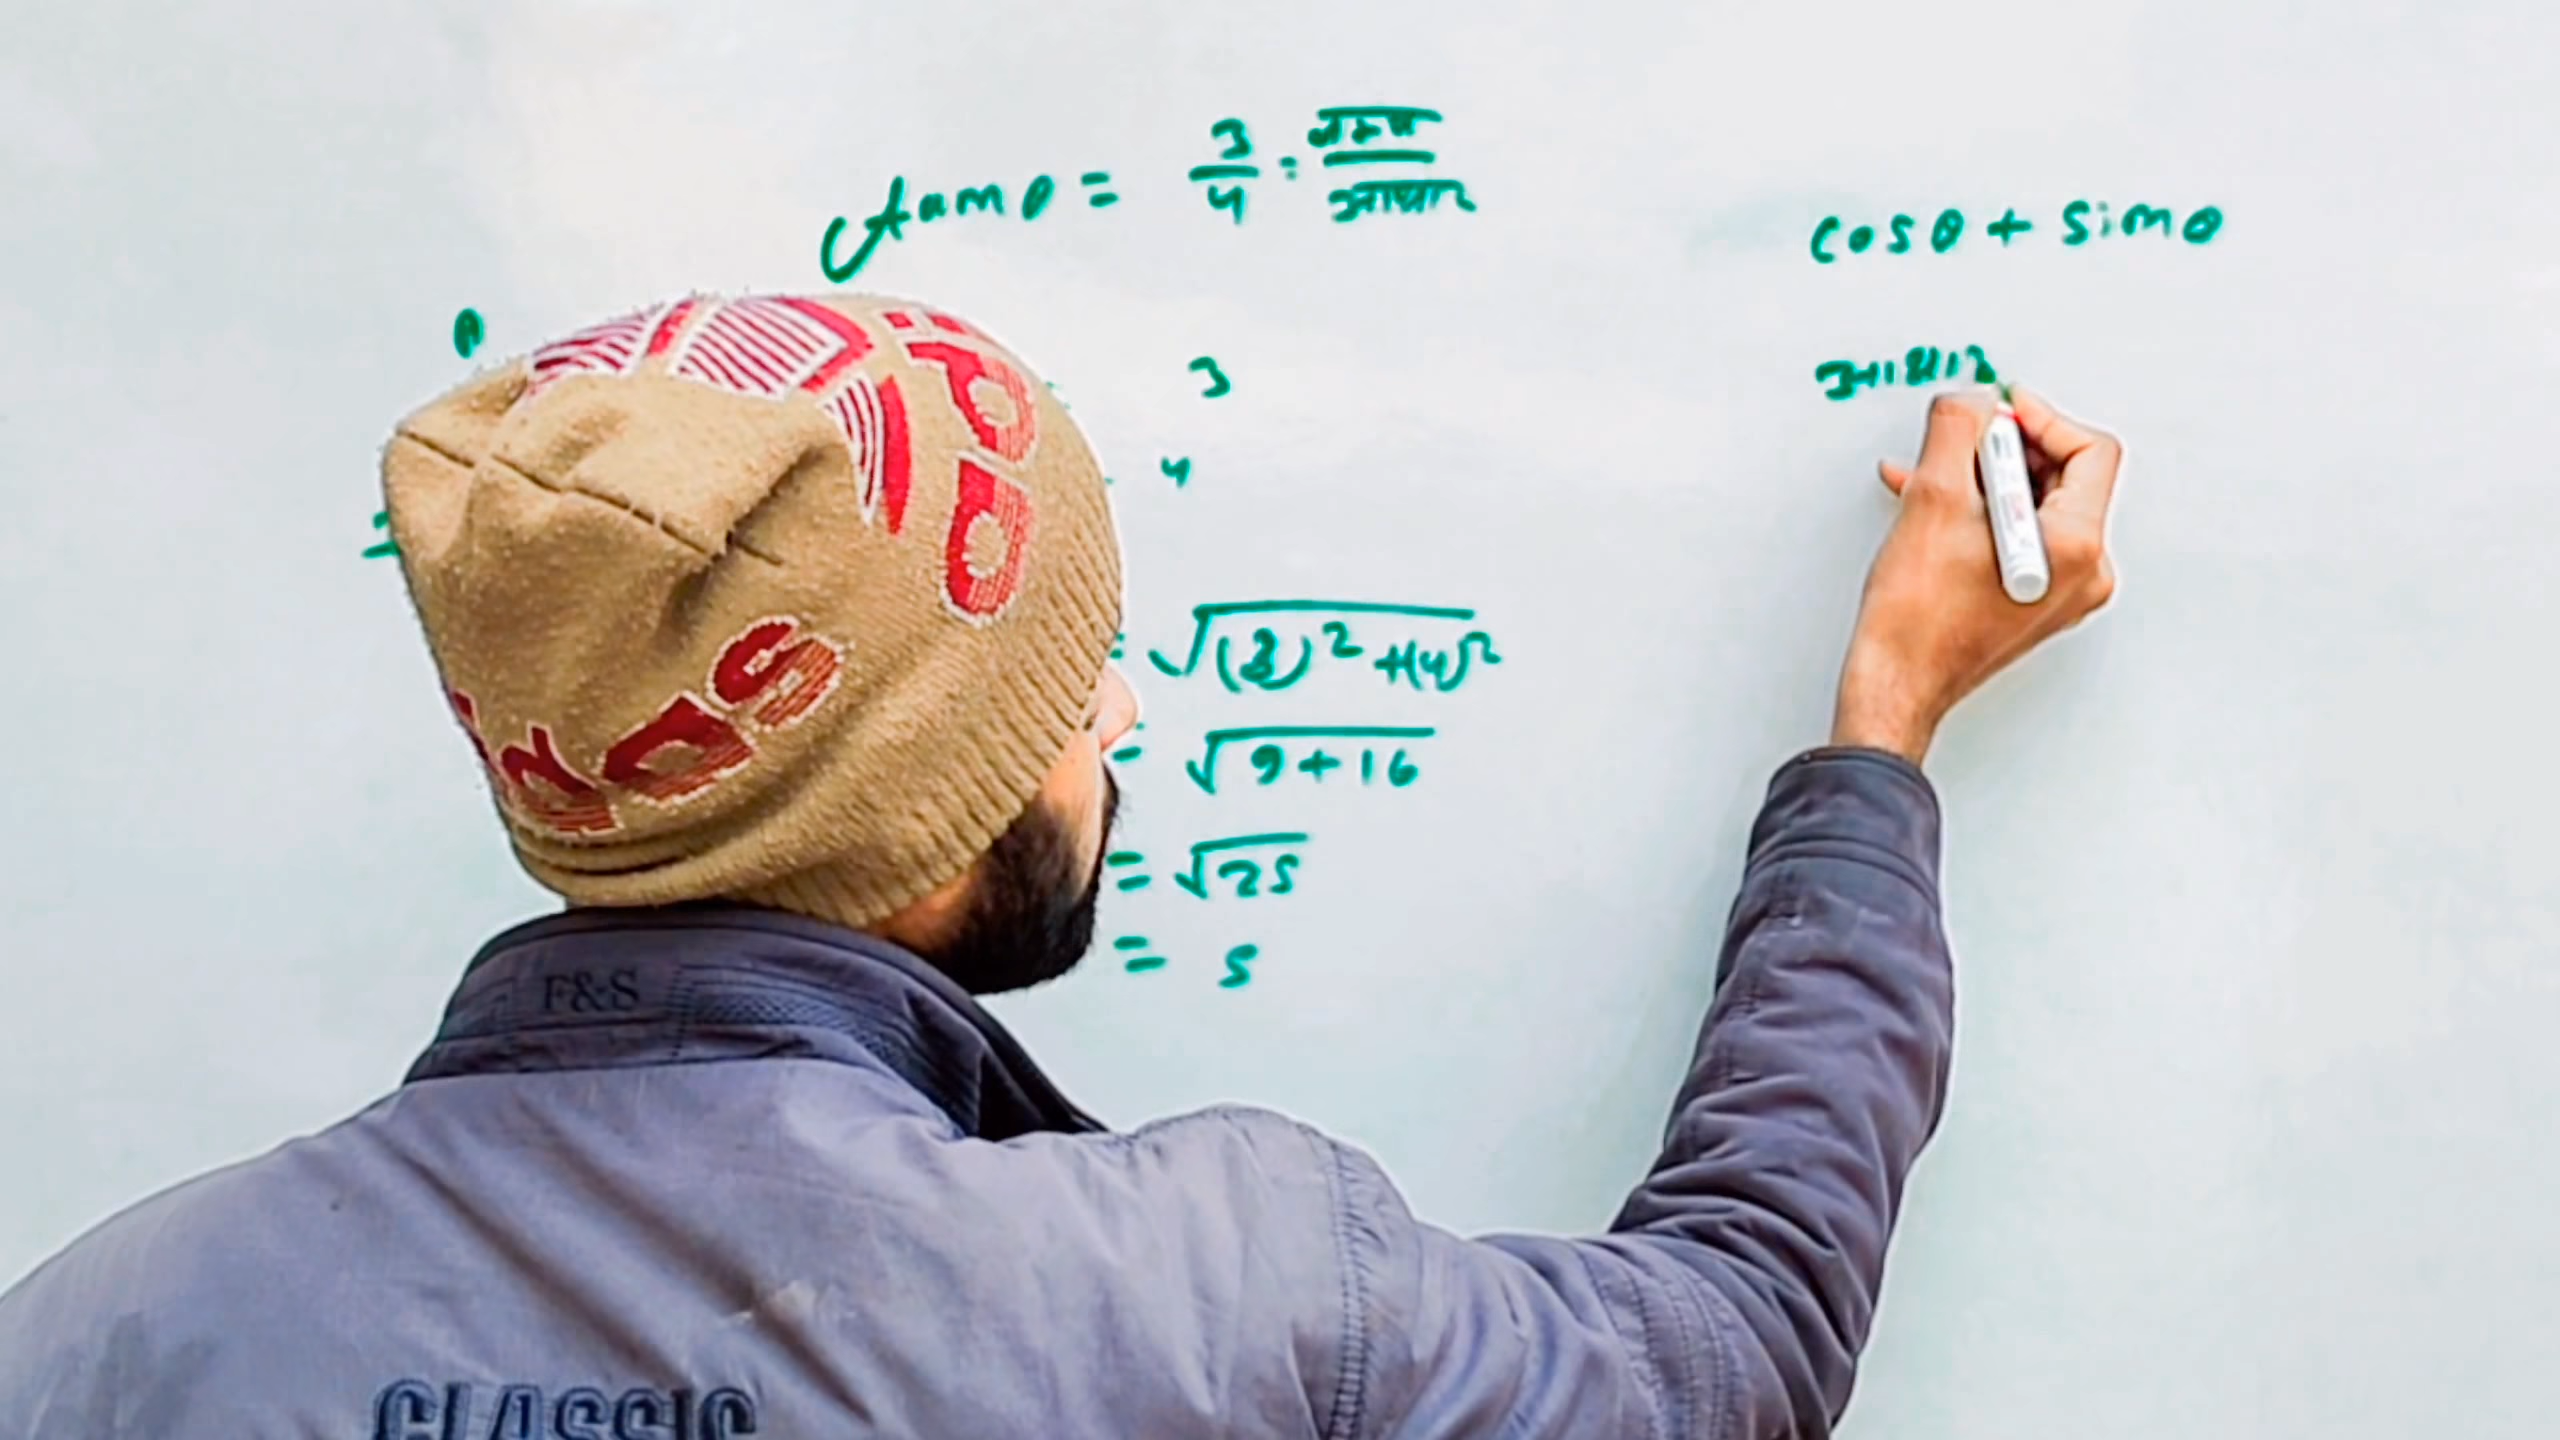 tanθ = 3/4 = लम्ब/आधार
cosθ + sinθ
A
3
आधार
4
=
= √(3)² + (4)²
= √9 + 16
= √25
= 5
F&S
CLASSIC